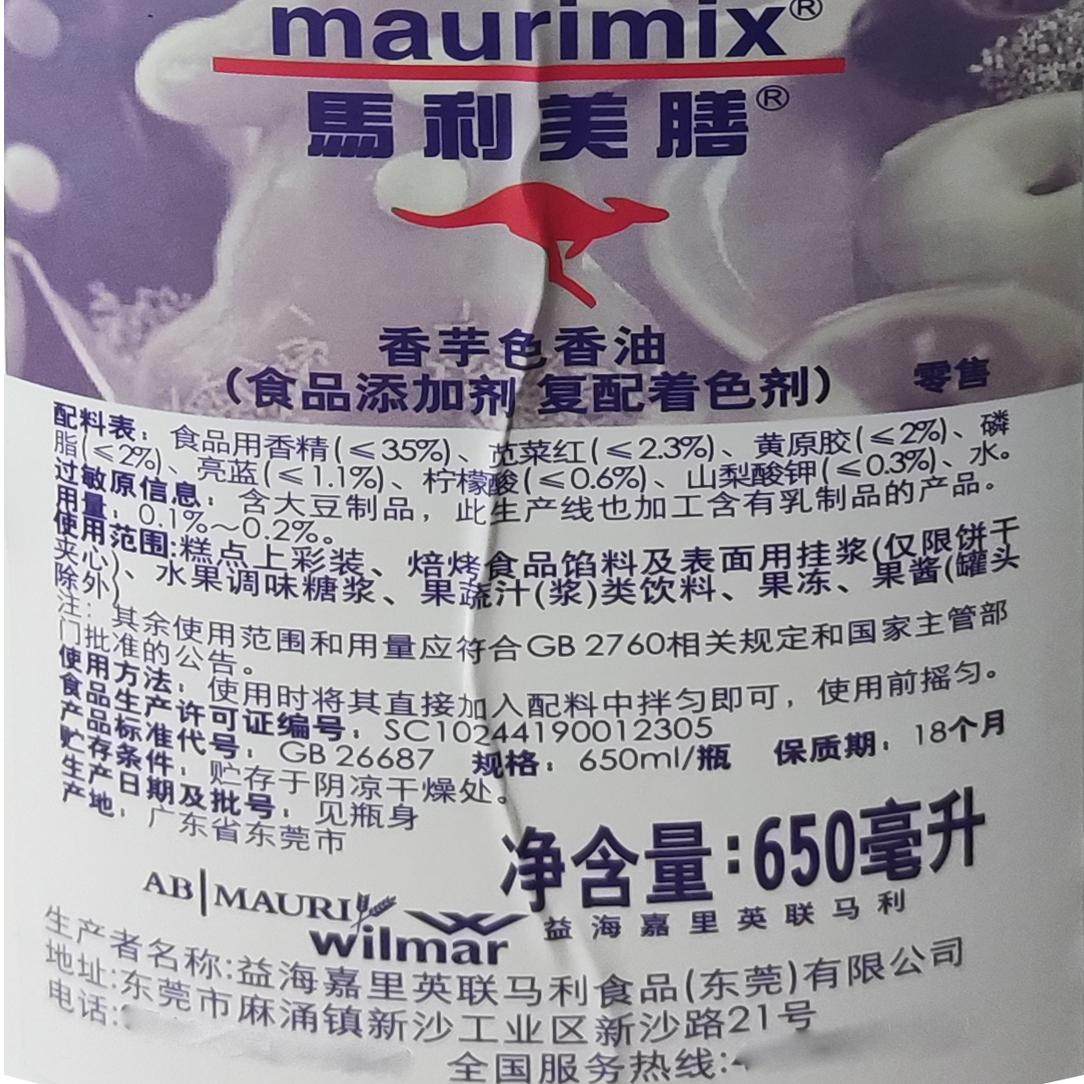 maurimix®
馬利美膳®
香芋色香油
（食品添加剂 复配着色剂） 零售
配料表：食品用香精(≤35%)、苋菜红(≤2.3%)、黄原胶(≤2%)、磷
脂(≤2%)、亮蓝(≤1.1%)、柠檬酸(≤0.6%)、山梨酸钾(≤0.3%)、水。
过敏原信息：含大豆制品，此生产线也加工含有乳制品的产品。
用量：0.1%～0.2%。
使用范围:糕点上彩装、焙烤食品馅料及表面用挂浆(仅限饼干
夹心)、水果调味糖浆、果蔬汁(浆)类饮料、果冻、果酱(罐头
除外)
注：其余使用范围和用量应符合GB 2760相关规定和国家主管部
门批准的公告。
使用方法：使用时将其直接加入配料中拌匀即可，使用前摇匀。
食品生产许可证编号：SC10244190012305
产品标准代号：GB 26687 规格：650ml/瓶 保质期：18个月
贮存条件：贮存于阴凉干燥处。
生产日期及批号：见瓶身
产地：广东省东莞市
净含量:650毫升
AB|MAURI
wilmar 益海嘉里英联马利
生产者名称:益海嘉里英联马利食品(东莞)有限公司
地址:东莞市麻涌镇新沙工业区新沙路21号
电话:
全国服务热线: